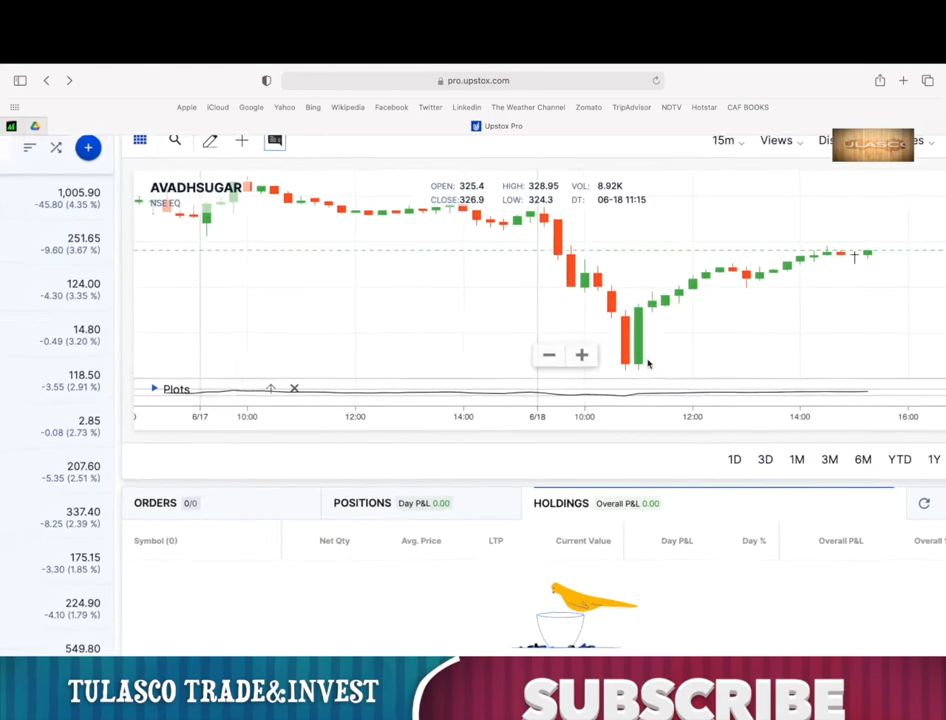 pro.upstox.com
Apple iCloud Google Yahoo Bing Wikipedia Facebook Twitter LinkedIn The Weather Channel Zomato TripAdvisor NDTV Hotstar CAF BOOKS
Upstox Pro
15m Views
AVADHSUGAR
NSE EQ
OPEN: 325.4 HIGH: 328.95 VOL: 8.92K
CLOSE: 326.9 LOW: 324.3 DT: 06-18 11:15
1,005.90
-45.80 (4.35 %)
251.65
-9.60 (3.67 %)
124.00
-4.30 (3.35 %)
14.80
-0.49 (3.20 %)
118.50
-3.55 (2.91 %)
2.85
-0.08 (2.73 %)
207.60
-5.35 (2.51 %)
337.40
-8.25 (2.39 %)
175.15
-3.30 (1.85 %)
224.90
-4.10 (1.79 %)
549.80
Plots
6/17 10:00 12:00 14:00 6/18 10:00 12:00 14:00 16:00
1D 3D 1M 3M 6M YTD 1Y
ORDERS 0/0 POSITIONS Day P&L 0.00 HOLDINGS Overall P&L 0.00
Symbol (0) Net Qty Avg. Price LTP Current Value Day P&L Day % Overall P&L Overall
TULASCO TRADE&INVEST
SUBSCRIBE